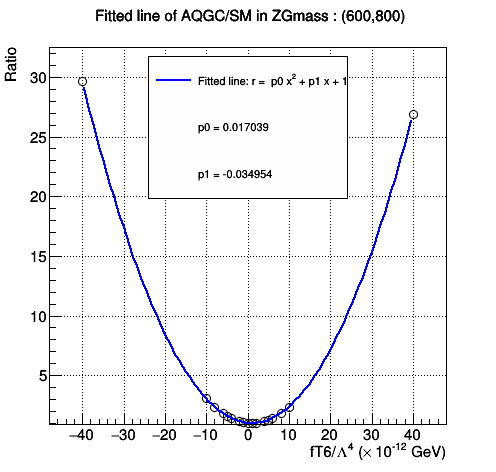 Fitted line of AQGC/SM in ZGmass : (600,800)
Ratio
Fitted line: r = p0 x² + p1 x + 1
p0 = 0.017039
p1 = -0.034954
30
25
20
15
10
5
−40 −30 −20 −10 0 10 20 30 40
fT6/Λ⁴ (× 10⁻¹² GeV)